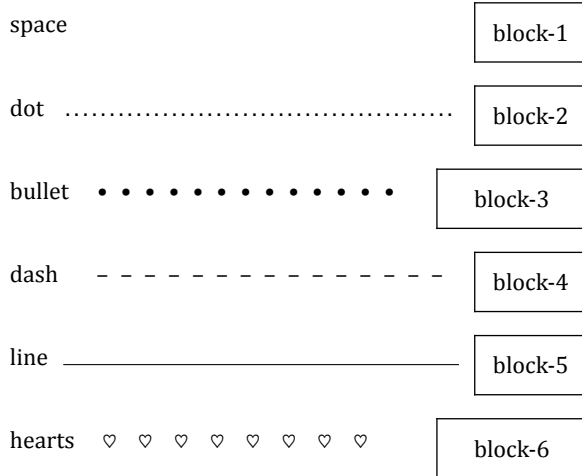 space block-1
dot ............................................ block-2
bullet • • • • • • • • • • • • • block-3
dash – – – – – – – – – – – – – – block-4
line block-5
hearts ♡ ♡ ♡ ♡ ♡ ♡ ♡ ♡ block-6